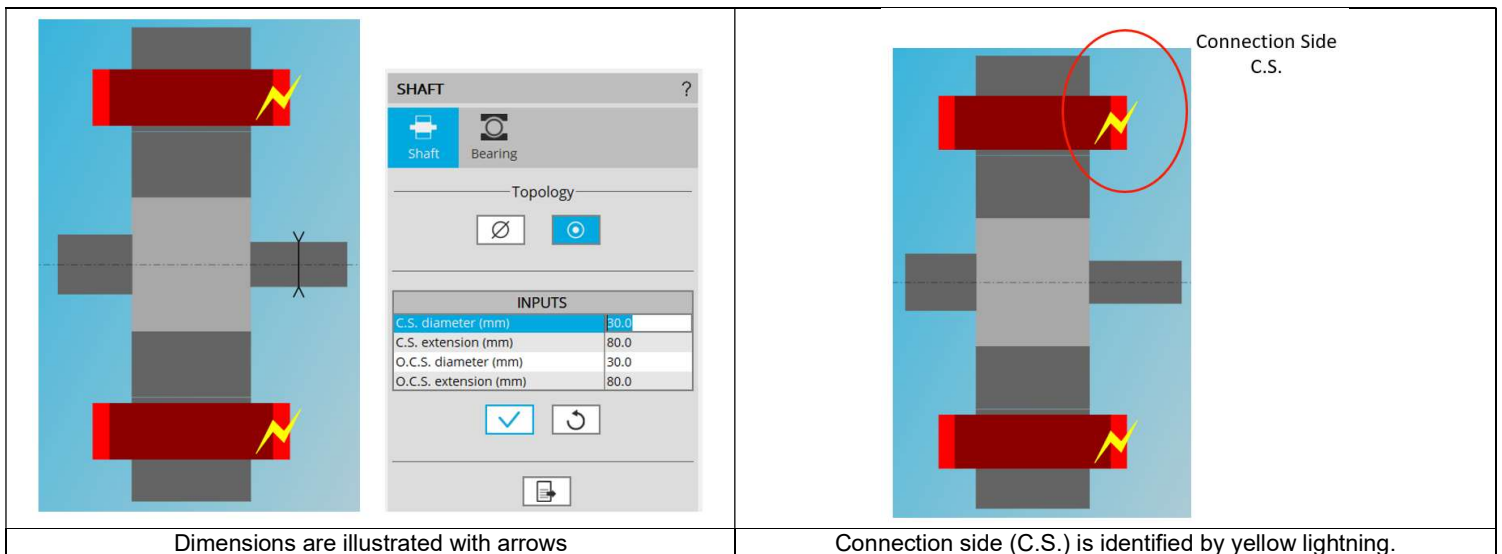 SHAFT ?
Shaft Bearing
Topology
INPUTS
C.S. diameter (mm) 30.0
C.S. extension (mm) 80.0
O.C.S. diameter (mm) 30.0
O.C.S. extension (mm) 80.0
Dimensions are illustrated with arrows
Connection Side
C.S.
Connection side (C.S.) is identified by yellow lightning.